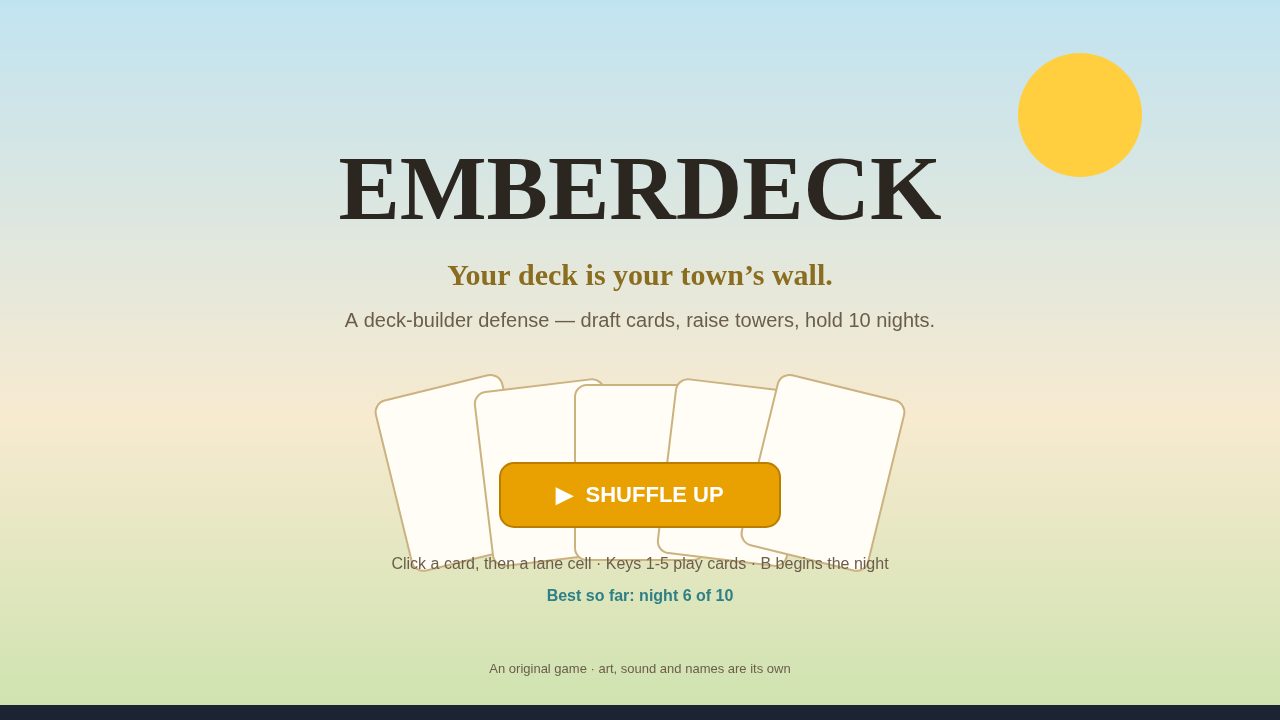 EMBERDECK
Your deck is your town’s wall.
A deck-builder defense — draft cards, raise towers, hold 10 nights.
▶ SHUFFLE UP
Click a card, then a lane cell · Keys 1-5 play cards · B begins the night
Best so far: night 6 of 10
An original game · art, sound and names are its own